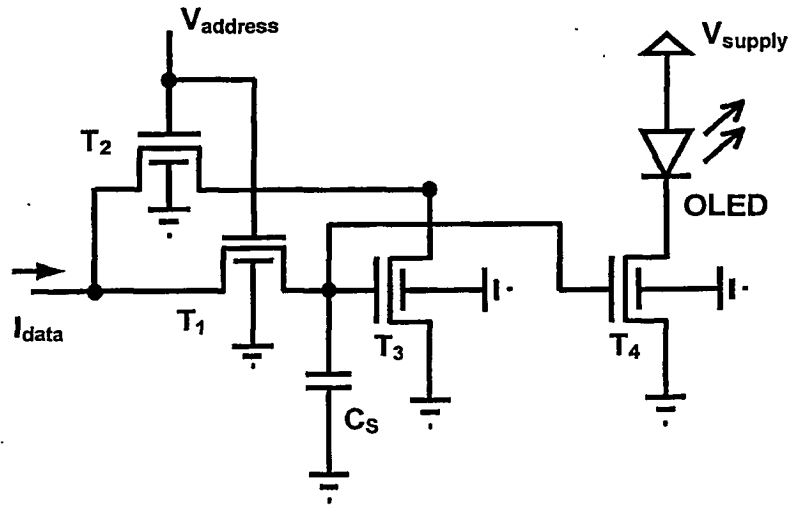 Vaddress
Vsupply
T2
OLED
T1
Idata
T3
T4
CS